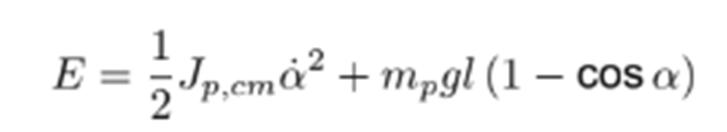 E = \frac{1}{2} J_{p,cm} \dot{\alpha}^2 + m_p g l (1 - \cos \alpha)